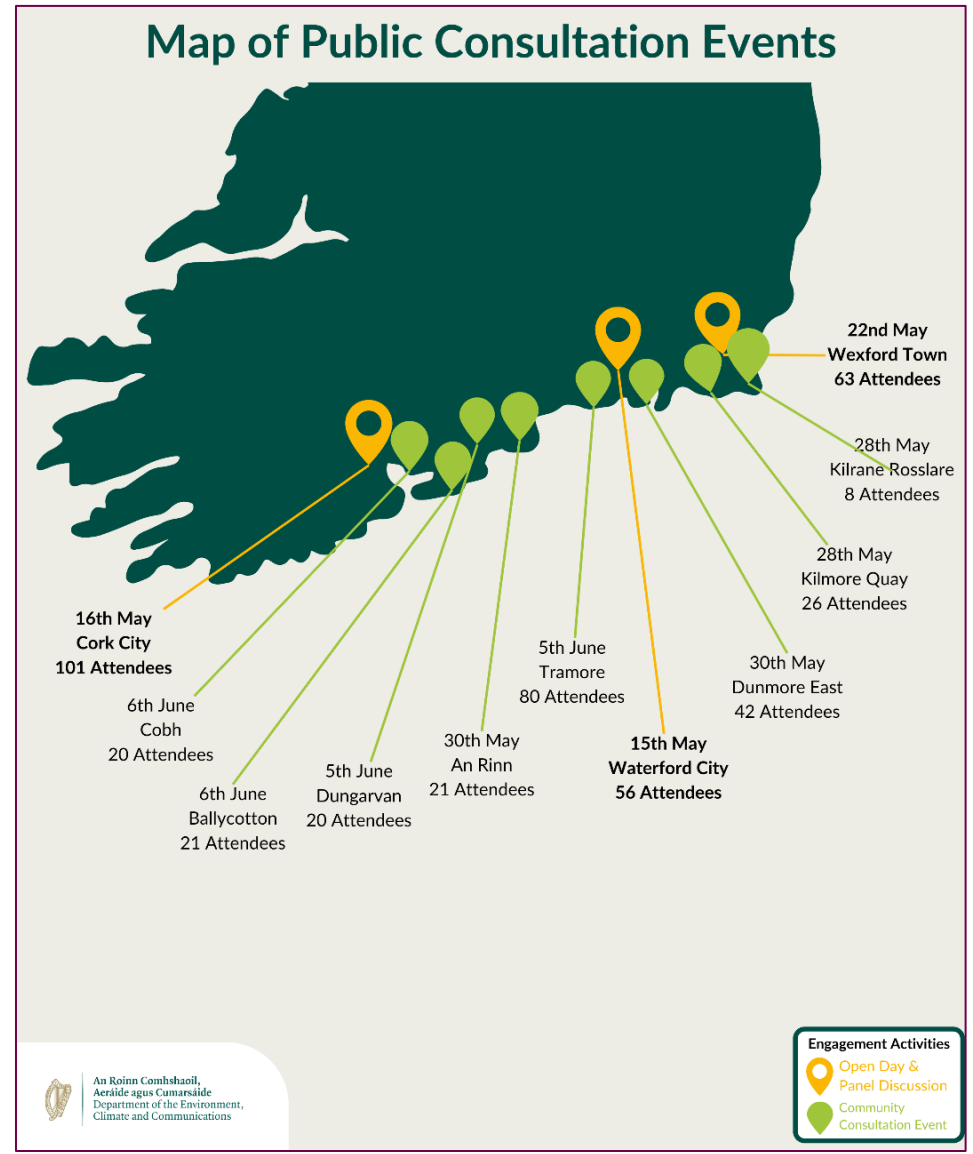 Map of Public Consultation Events
22nd May
Wexford Town
63 Attendees
28th May
Kilrane Rosslare
8 Attendees
28th May
Kilmore Quay
26 Attendees
16th May
Cork City
101 Attendees
5th June
Tramore
80 Attendees
30th May
Dunmore East
42 Attendees
6th June
Cobh
20 Attendees
30th May
An Rinn
21 Attendees
15th May
Waterford City
56 Attendees
5th June
Dungarvan
20 Attendees
6th June
Ballycotton
21 Attendees
Engagement Activities
Open Day &
Panel Discussion
Community
Consultation Event
An Roinn Comhshaoil,
Aeráide agus Cumarsáide
Department of the Environment,
Climate and Communications